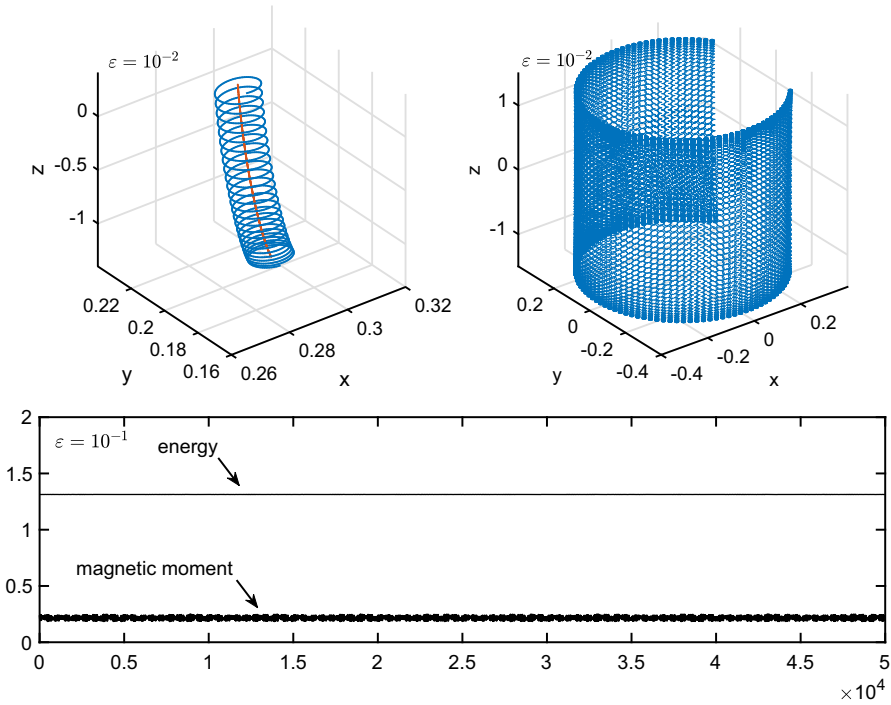 ε = 10⁻²
0
-0.5
-1
z
0.22
0.2
0.18
0.16
y
0.26
0.28
0.3
0.32
x
ε = 10⁻²
1
0
-1
z
0.2
0
-0.2
-0.4
y
-0.4
-0.2
0
0.2
x
2
1.5
1
0.5
0
ε = 10⁻¹
energy
magnetic moment
0 0.5 1 1.5 2 2.5 3 3.5 4 4.5 5
×10⁴